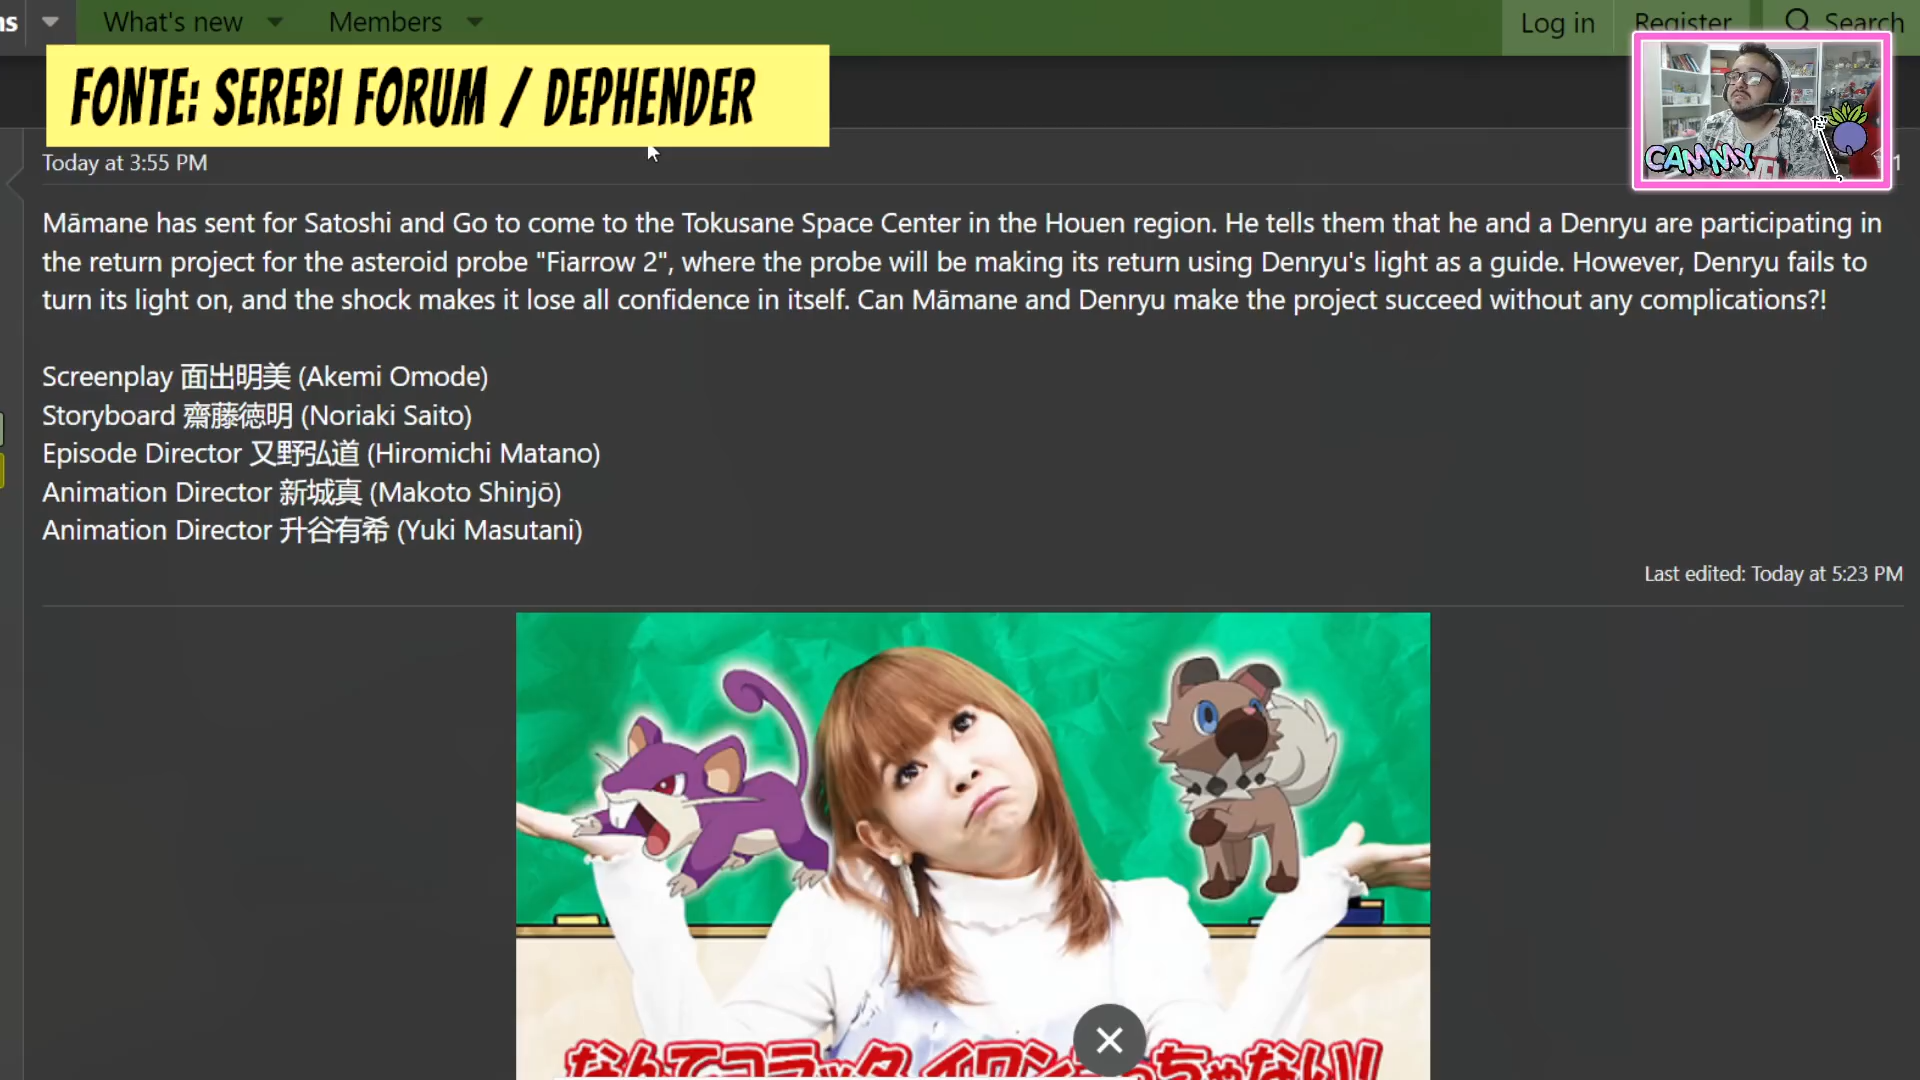 ns What's new Members Log in Register Search
FONTE: SEREBI FORUM / DEPHENDER
CAMMY
Today at 3:55 PM
Māmane has sent for Satoshi and Go to come to the Tokusane Space Center in the Houen region. He tells them that he and a Denryu are participating in
the return project for the asteroid probe "Fiarrow 2", where the probe will be making its return using Denryu's light as a guide. However, Denryu fails to
turn its light on, and the shock makes it lose all confidence in itself. Can Māmane and Denryu make the project succeed without any complications?!
Screenplay 面出明美 (Akemi Omode)
Storyboard 齋藤徳明 (Noriaki Saito)
Episode Director 又野弘道 (Hiromichi Matano)
Animation Director 新城真 (Makoto Shinjō)
Animation Director 升谷有希 (Yuki Masutani)
Last edited: Today at 5:23 PM